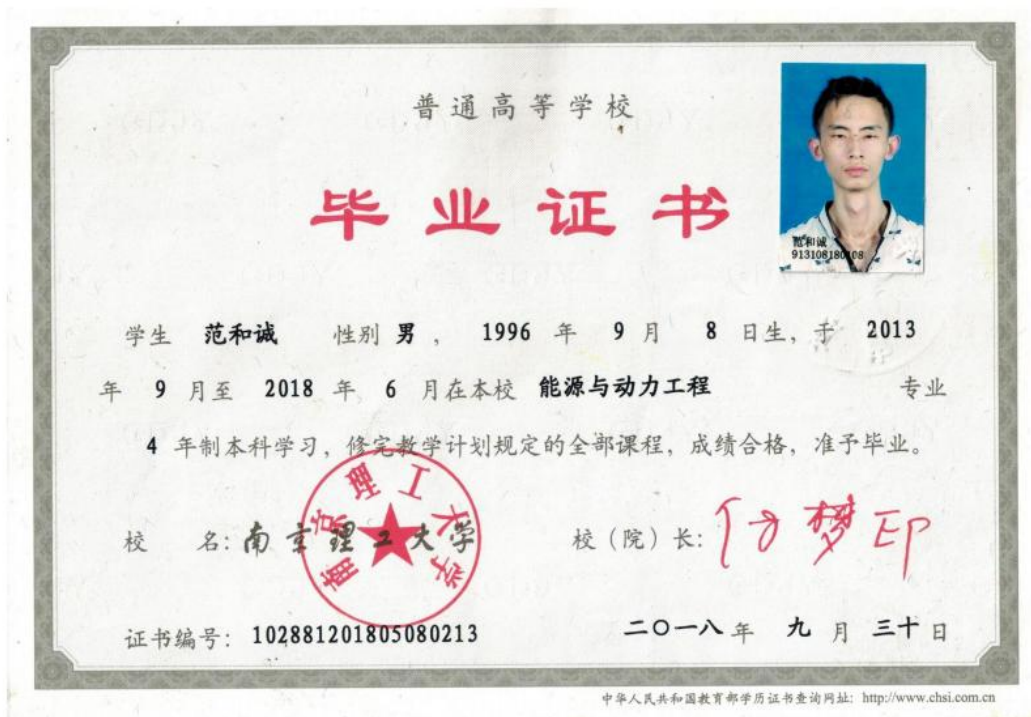 普通高等学校
毕业证书
范和诚
913108180108
学生 范和诚 性别 男 , 1996 年 9 月 8 日生, 于 2013
年 9 月至 2018 年 6 月在本校 能源与动力工程 专业
4 年制本科学习, 修完教学计划规定的全部课程, 成绩合格, 准予毕业。
南京理工大学
校 名: 南京理工大学 校 (院) 长:
证书编号: 102881201805080213 二〇一八 年 九 月 三十 日
中华人民共和国教育部学历证书查询网址: http://www.chsi.com.cn